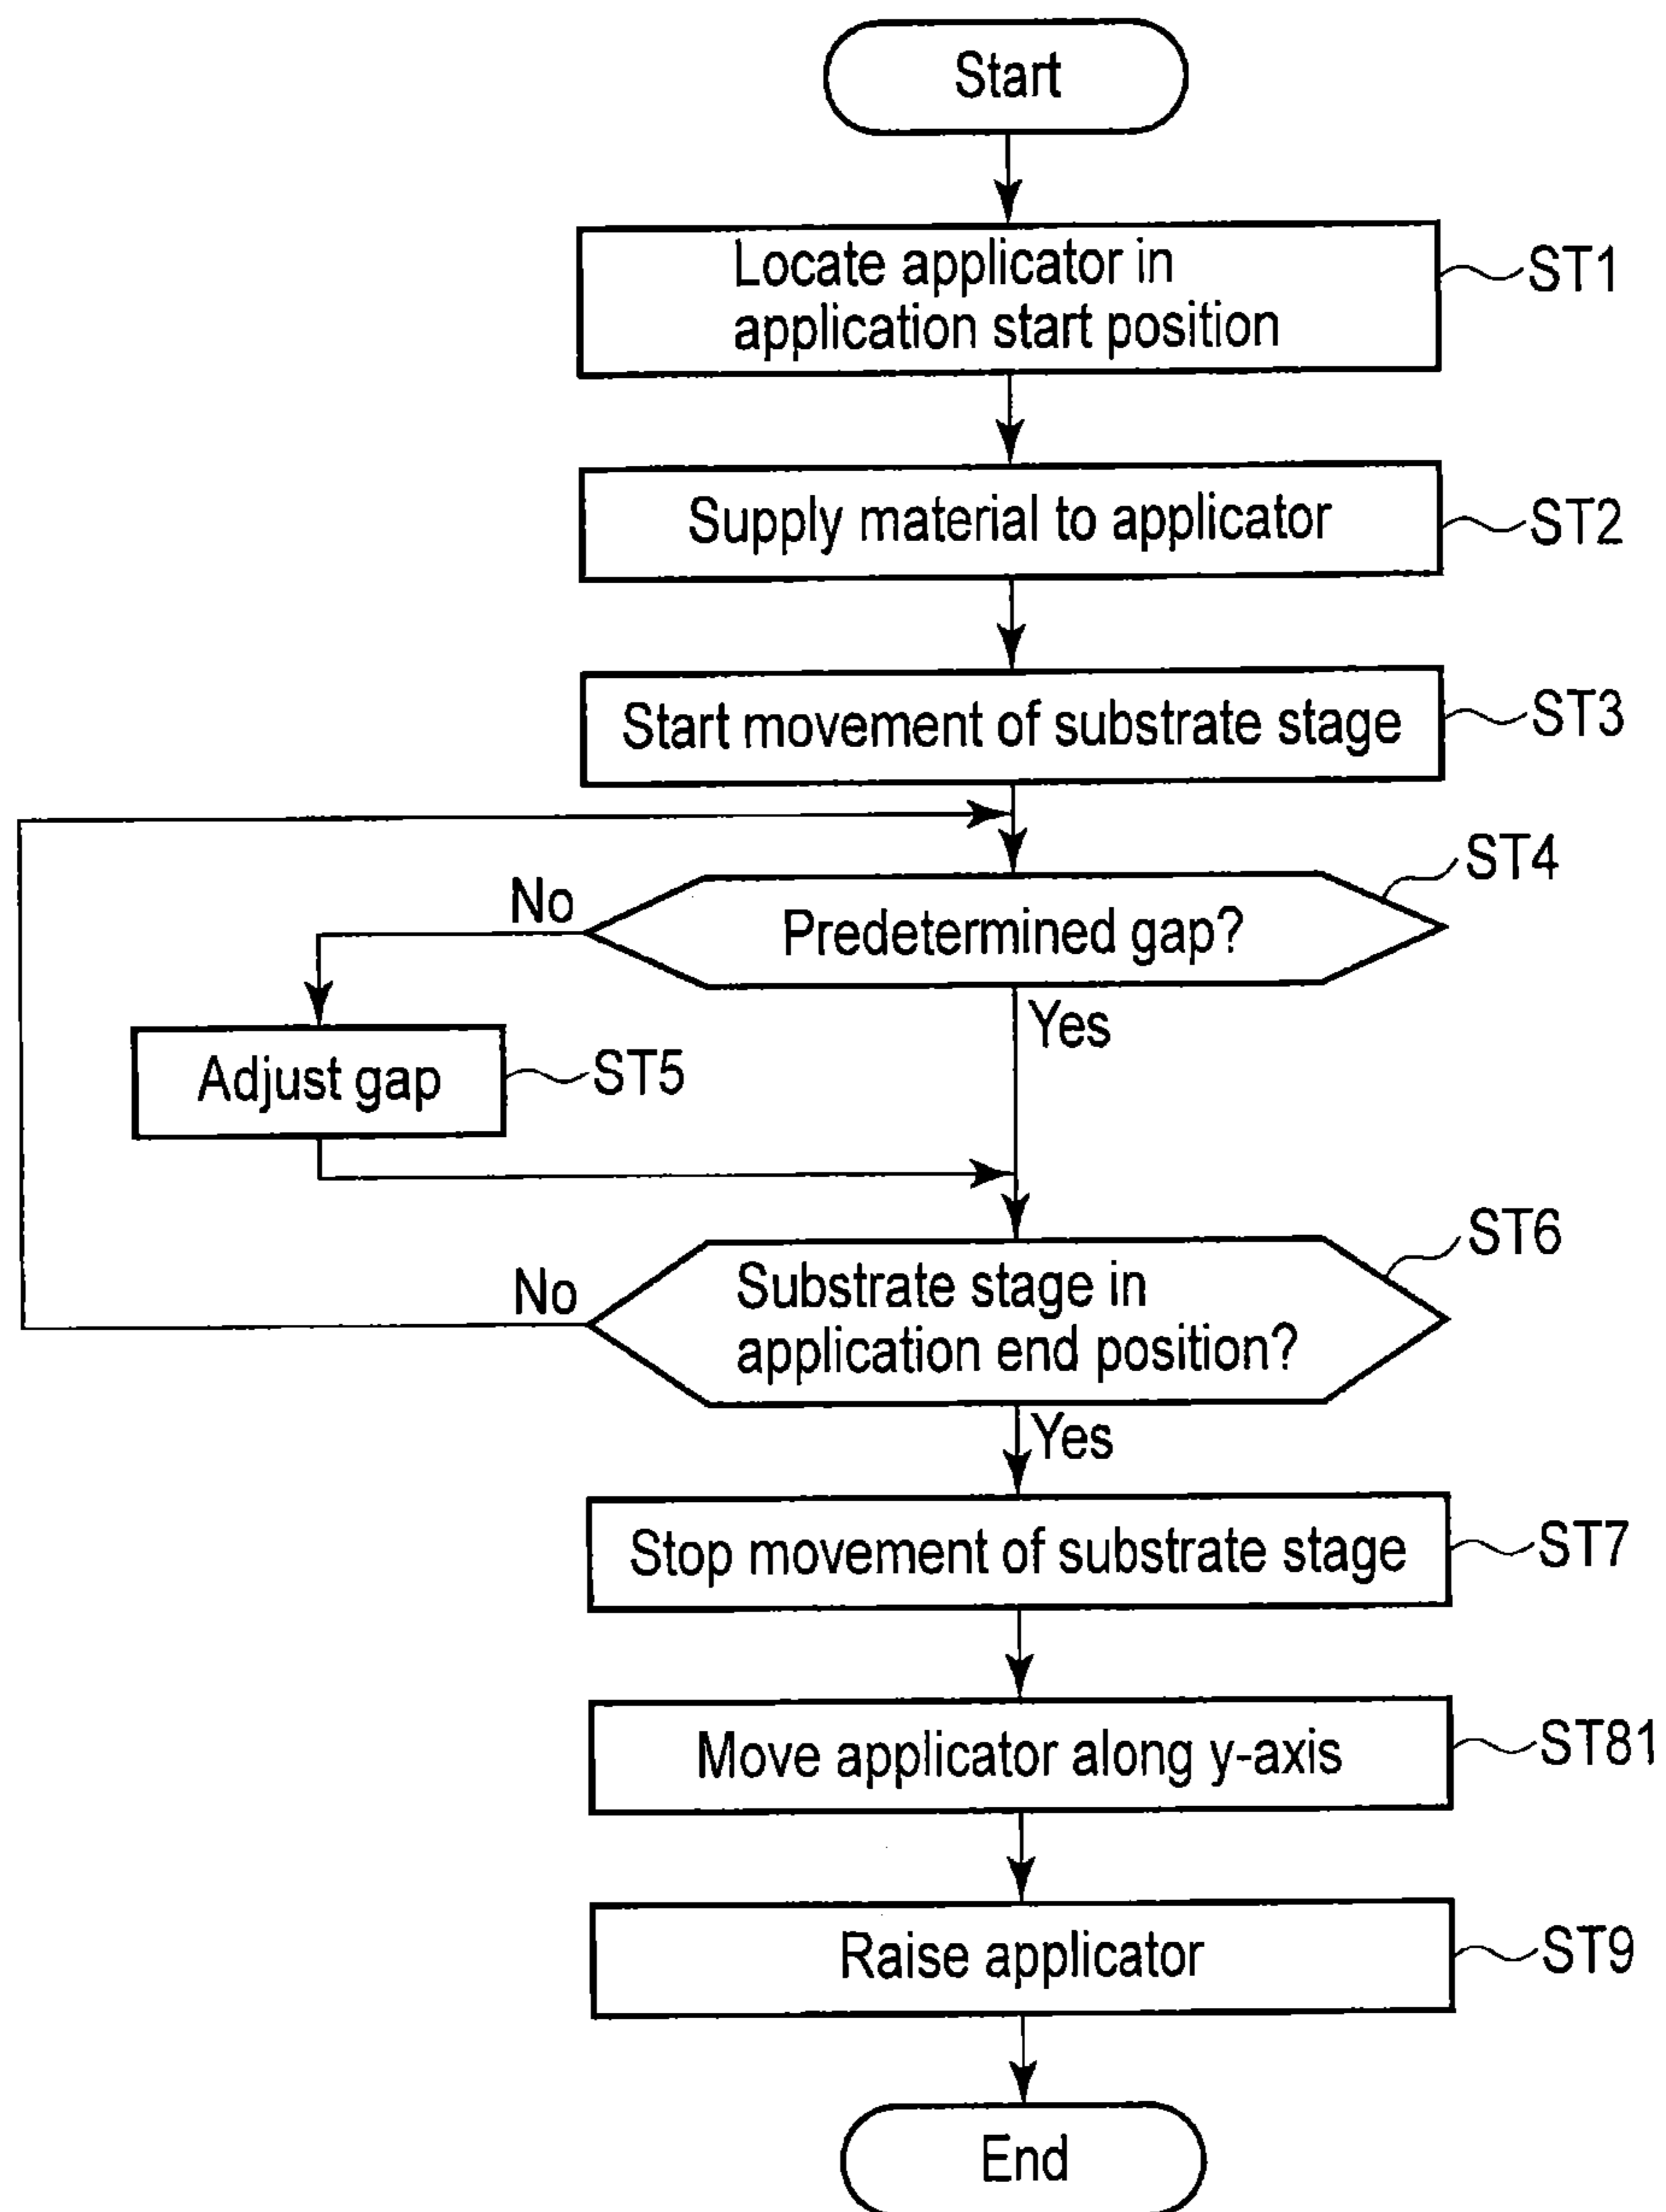 Start
Locate applicator in
application start position
ST1
Supply material to applicator
ST2
Start movement of substrate stage
ST3
ST4
No
Predetermined gap?
Yes
Adjust gap
ST5
ST6
No
Substrate stage in
application end position?
Yes
Stop movement of substrate stage
ST7
Move applicator along y-axis
ST81
Raise applicator
ST9
End